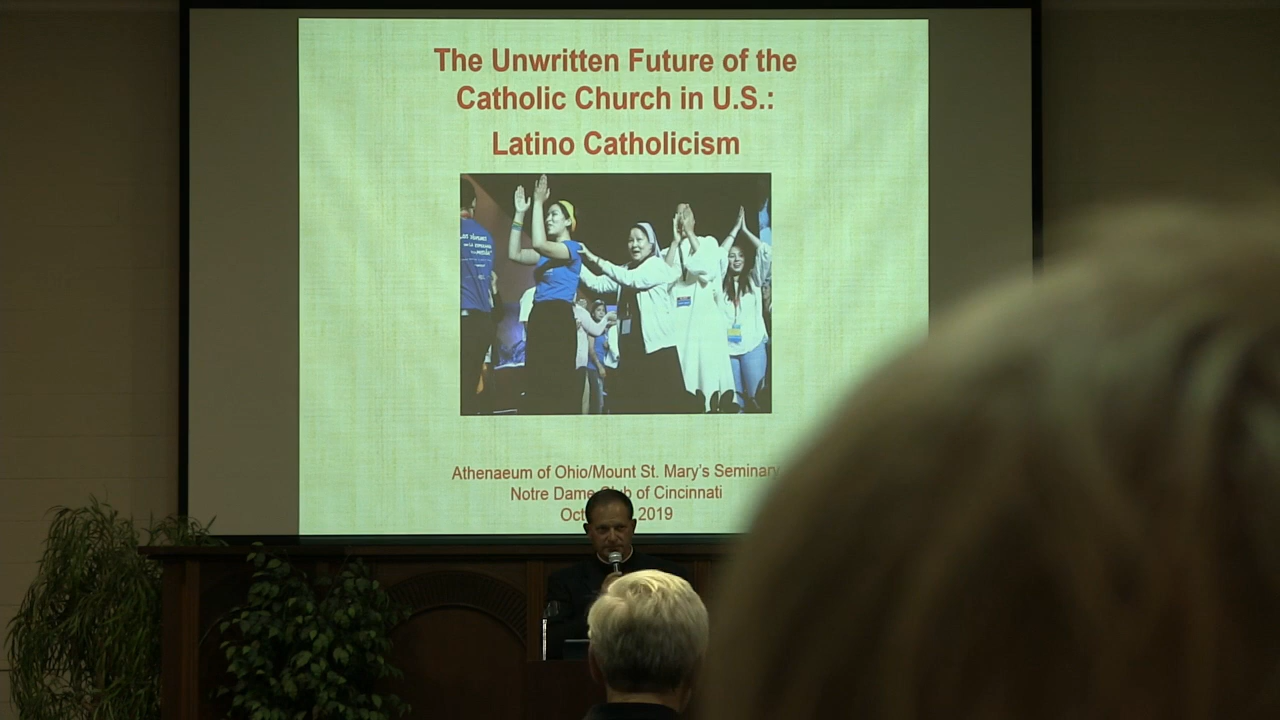 The Unwritten Future of the
Catholic Church in U.S.:
Latino Catholicism
Athenaeum of Ohio/Mount St. Mary's Seminary
Notre Dame Club of Cincinnati
2019